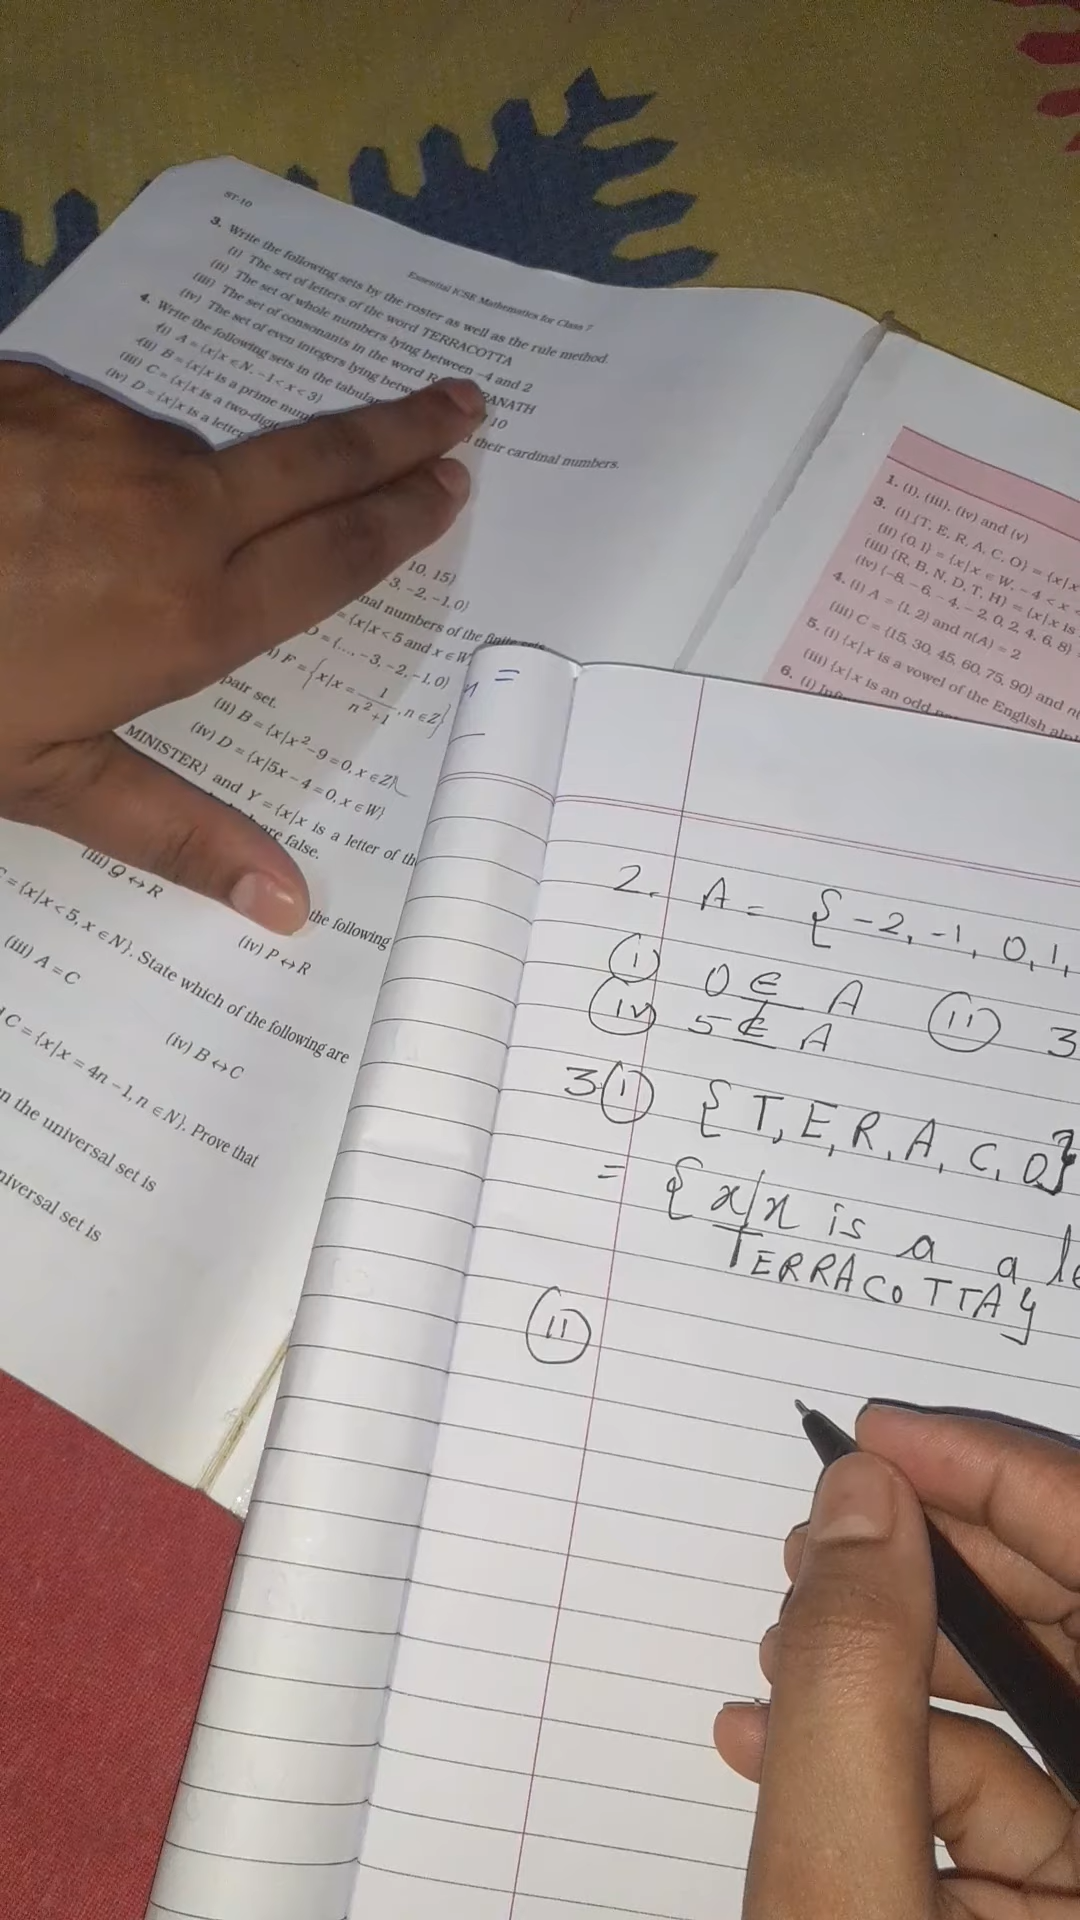 ST-10
Essential ICSE Mathematics for Class 7
3. Write the following sets by the roster as well as the rule method.
(i) The set of letters of the word TERRACOTTA
(ii) The set of whole numbers lying between −4 and 2
(iii) The set of consonants in the word R ANATH
(iv) The set of even integers lying 10
4. Write the following sets in the tabular their cardinal numbers.
(i) A = {x|x ∈ N, −1 < x < 3}
(ii) B = {x|x is a prime
(iii) C = {x|x is a two-digit
(iv) D = {x|x is a letter
10, 15}
−3, −2, −1, 0}
numbers of the finite sets
= {x|x < 5 and x ∈ W
D = {..., −3, −2, −1, 0}
F = {x|x = 1/n²+1, n ∈ Z}
pair set.
(ii) B = {x|x² − 9 = 0, x ∈ Z}
(iv) D = {x|5x − 4 = 0, x ∈ W}
MINISTER} and Y = {x|x is a letter of th
are false.
the following
(iii) Q ↔ R
(iv) P ↔ R
C = {x|x < 5, x ∈ N}. State which of the following are
(iii) A = C
(iv) B ↔ C
C = {x|x = 4n − 1, n ∈ N}. Prove that
n the universal set is
niversal set is
1. (i), (iii), (iv) and (v)
3. (i) {T, E, R, A, C, O} = {x|x
(ii) {0, 1} = {x|x ∈ W, −4 < x <
(iii) {R, B, N, D, T, H} = {x|x is
(iv) {−8, −6, −4, −2, 0, 2, 4, 6, 8}
4. (i) A = {1, 2} and n(A) = 2
(iii) C = {15, 30, 45, 60, 75, 90} and n(
5. (i) {x|x is a vowel of the English
(iii) {x|x is an odd
6. (i)
=
2. A = { -2, -1, 0, 1,
(i) 0 ∈ A (ii) 3
(iv) 5 ∉ A
3 (i) { T, E, R, A, C, O }
= { x/x is a a le
TERRACOTTA }
(ii)